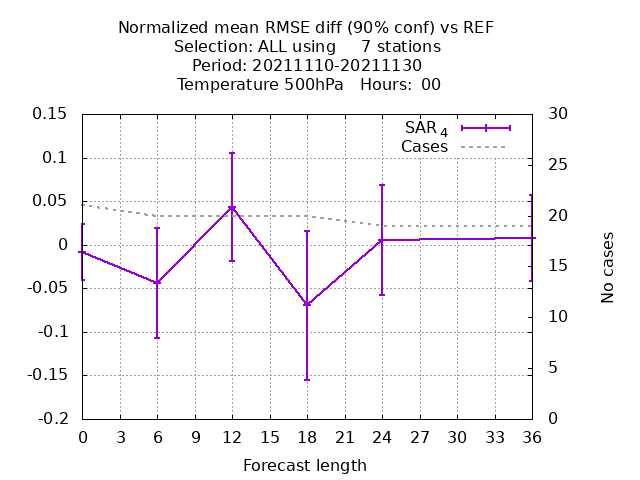 Normalized mean RMSE diff (90% conf) vs REF
Selection: ALL using 7 stations
Period: 20211110-20211130
Temperature 500hPa Hours: 00
SAR 4
Cases
0.15
0.1
0.05
0
-0.05
-0.1
-0.15
-0.2
30
25
20
15
10
5
0
No cases
0 3 6 9 12 15 18 21 24 27 30 33 36
Forecast length